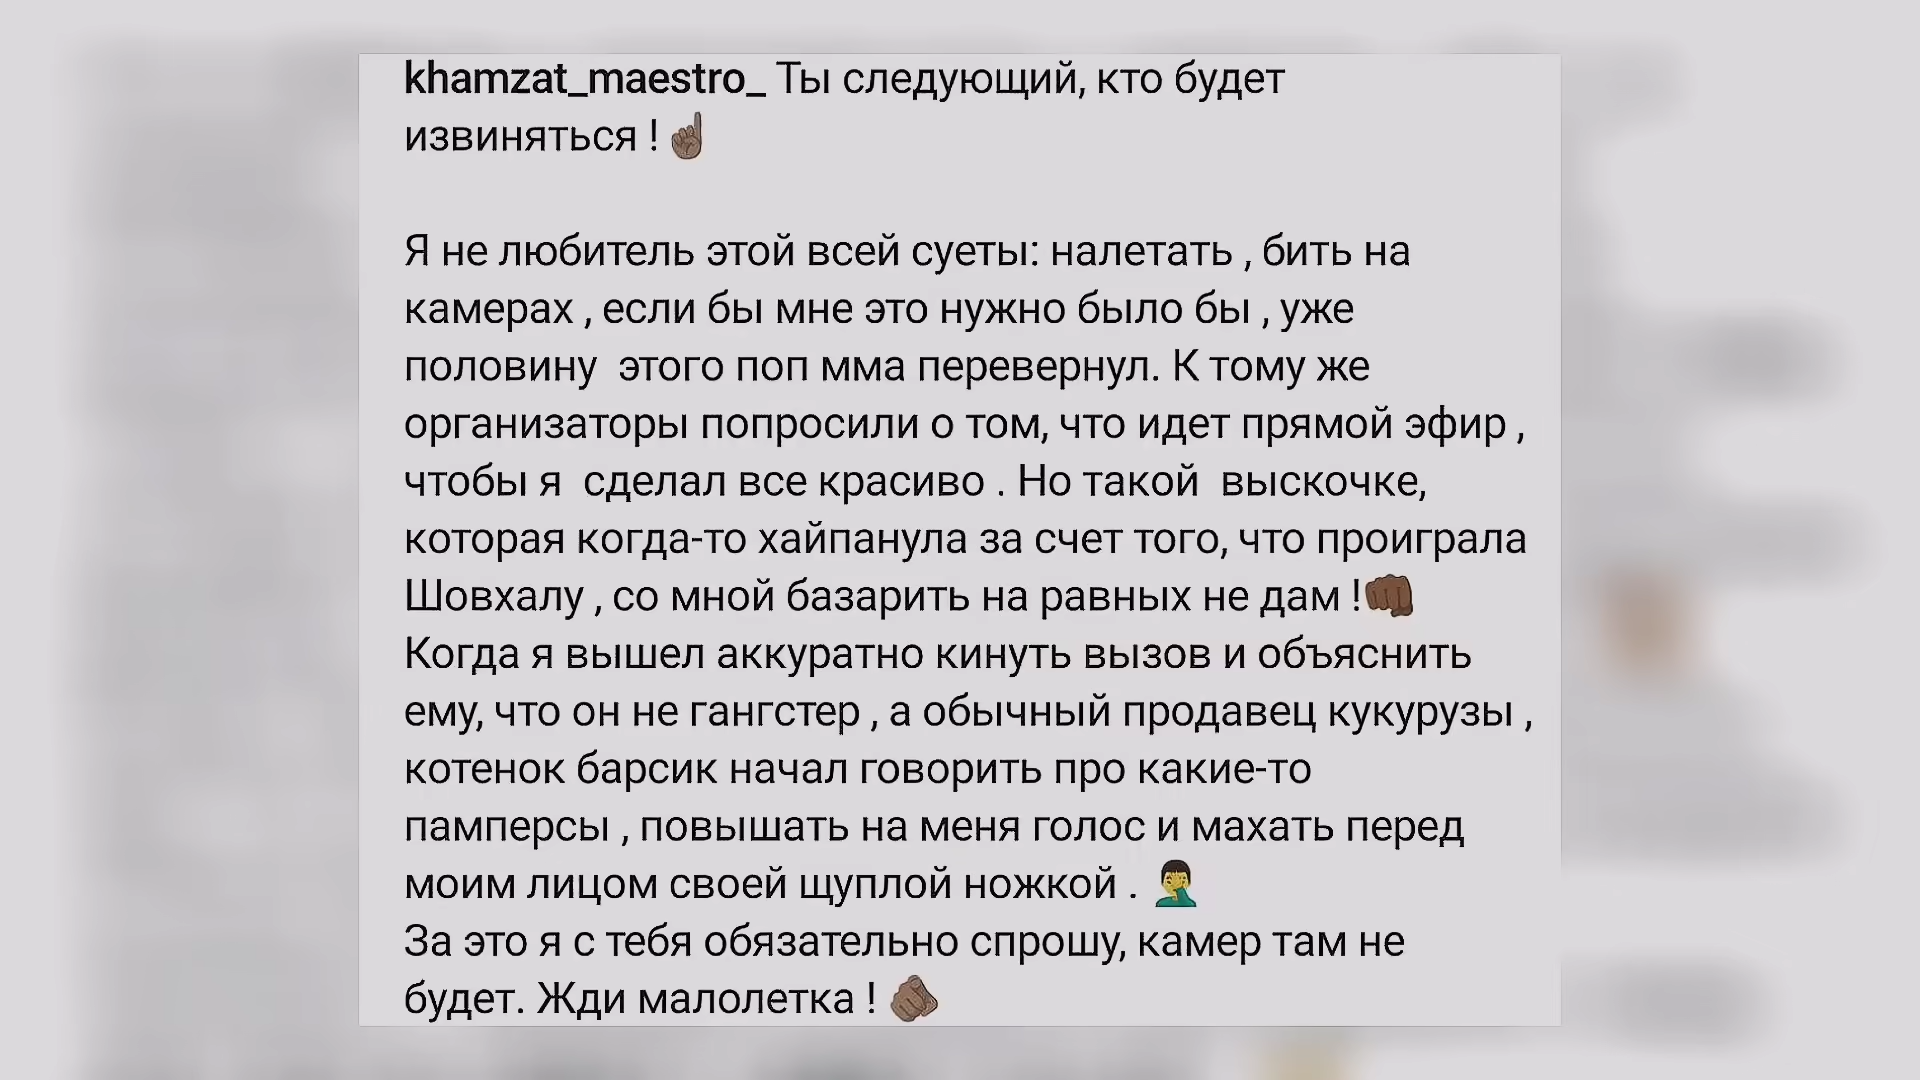 khamzat_maestro_ Ты следующий, кто будет
извиняться ! ☝🏾
Я не любитель этой всей суеты: налетать , бить на
камерах , если бы мне это нужно было бы , уже
половину  этого поп мма перевернул. К тому же
организаторы попросили о том, что идет прямой эфир ,
чтобы я  сделал все красиво . Но такой  выскочке,
которая когда-то хайпанула за счет того, что проиграла
Шовхалу , со мной базарить на равных не дам !👊🏿
Когда я вышел аккуратно кинуть вызов и объяснить
ему, что он не гангстер , а обычный продавец кукурузы ,
котенок барсик начал говорить про какие-то
памперсы , повышать на меня голос и махать перед
моим лицом своей щуплой ножкой . 🤦‍♂️
За это я с тебя обязательно спрошу, камер там не
будет. Жди малолетка ! 🫵🏾